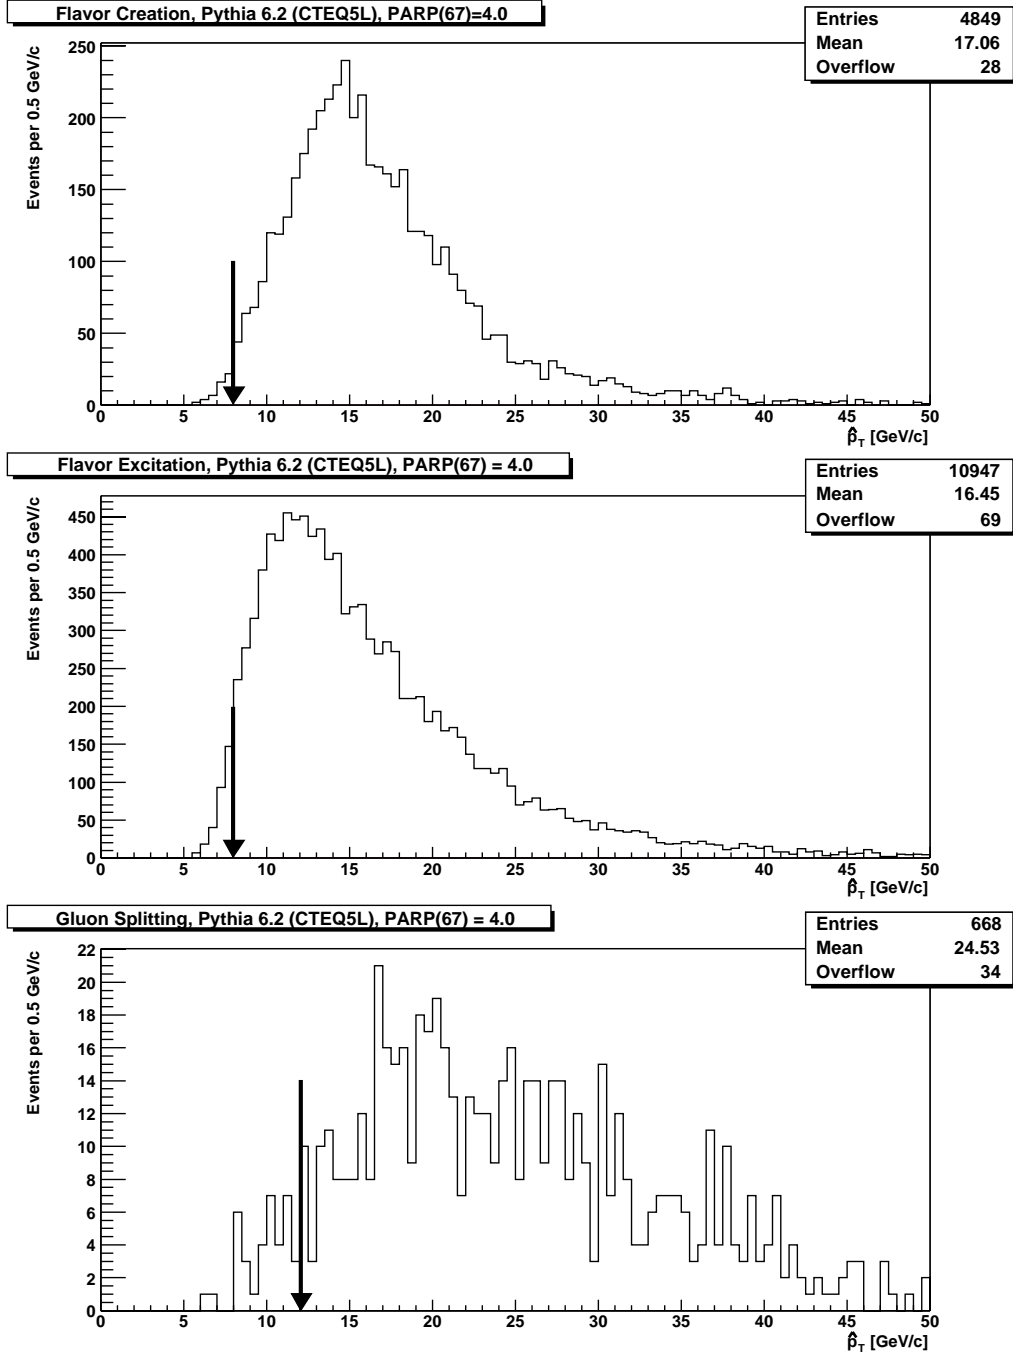 Flavor Creation, Pythia 6.2 (CTEQ5L), PARP(67)=4.0
Entries 4849
Mean 17.06
Overflow 28
Events per 0.5 GeV/c
250
200
150
100
50
0
0 5 10 15 20 25 30 35 40 45 50
p̂T [GeV/c]
Flavor Excitation, Pythia 6.2 (CTEQ5L), PARP(67) = 4.0
Entries 10947
Mean 16.45
Overflow 69
Events per 0.5 GeV/c
450
400
350
300
250
200
150
100
50
0
0 5 10 15 20 25 30 35 40 45 50
p̂T [GeV/c]
Gluon Splitting, Pythia 6.2 (CTEQ5L), PARP(67) = 4.0
Entries 668
Mean 24.53
Overflow 34
Events per 0.5 GeV/c
22
20
18
16
14
12
10
8
6
4
2
0
0 5 10 15 20 25 30 35 40 45 50
p̂T [GeV/c]